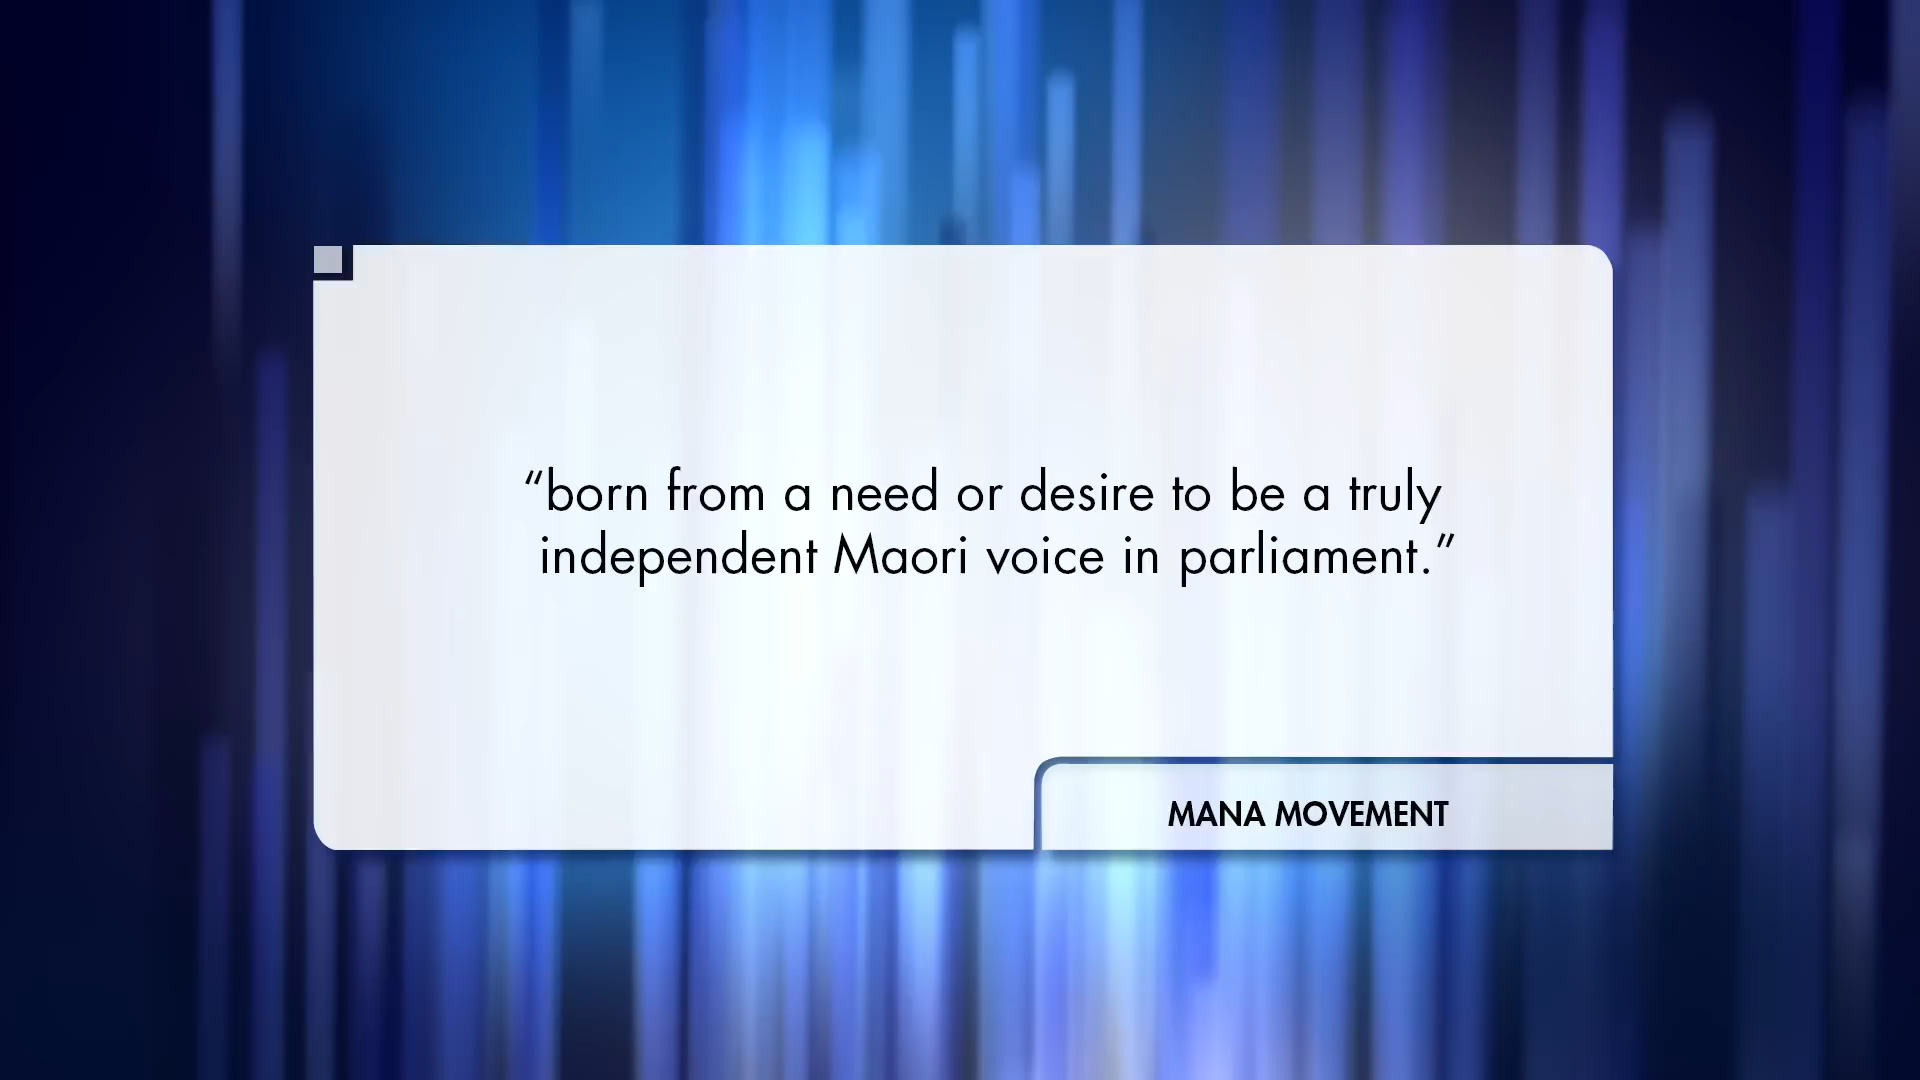 “born from a need or desire to be a truly
independent Maori voice in parliament.”
MANA MOVEMENT